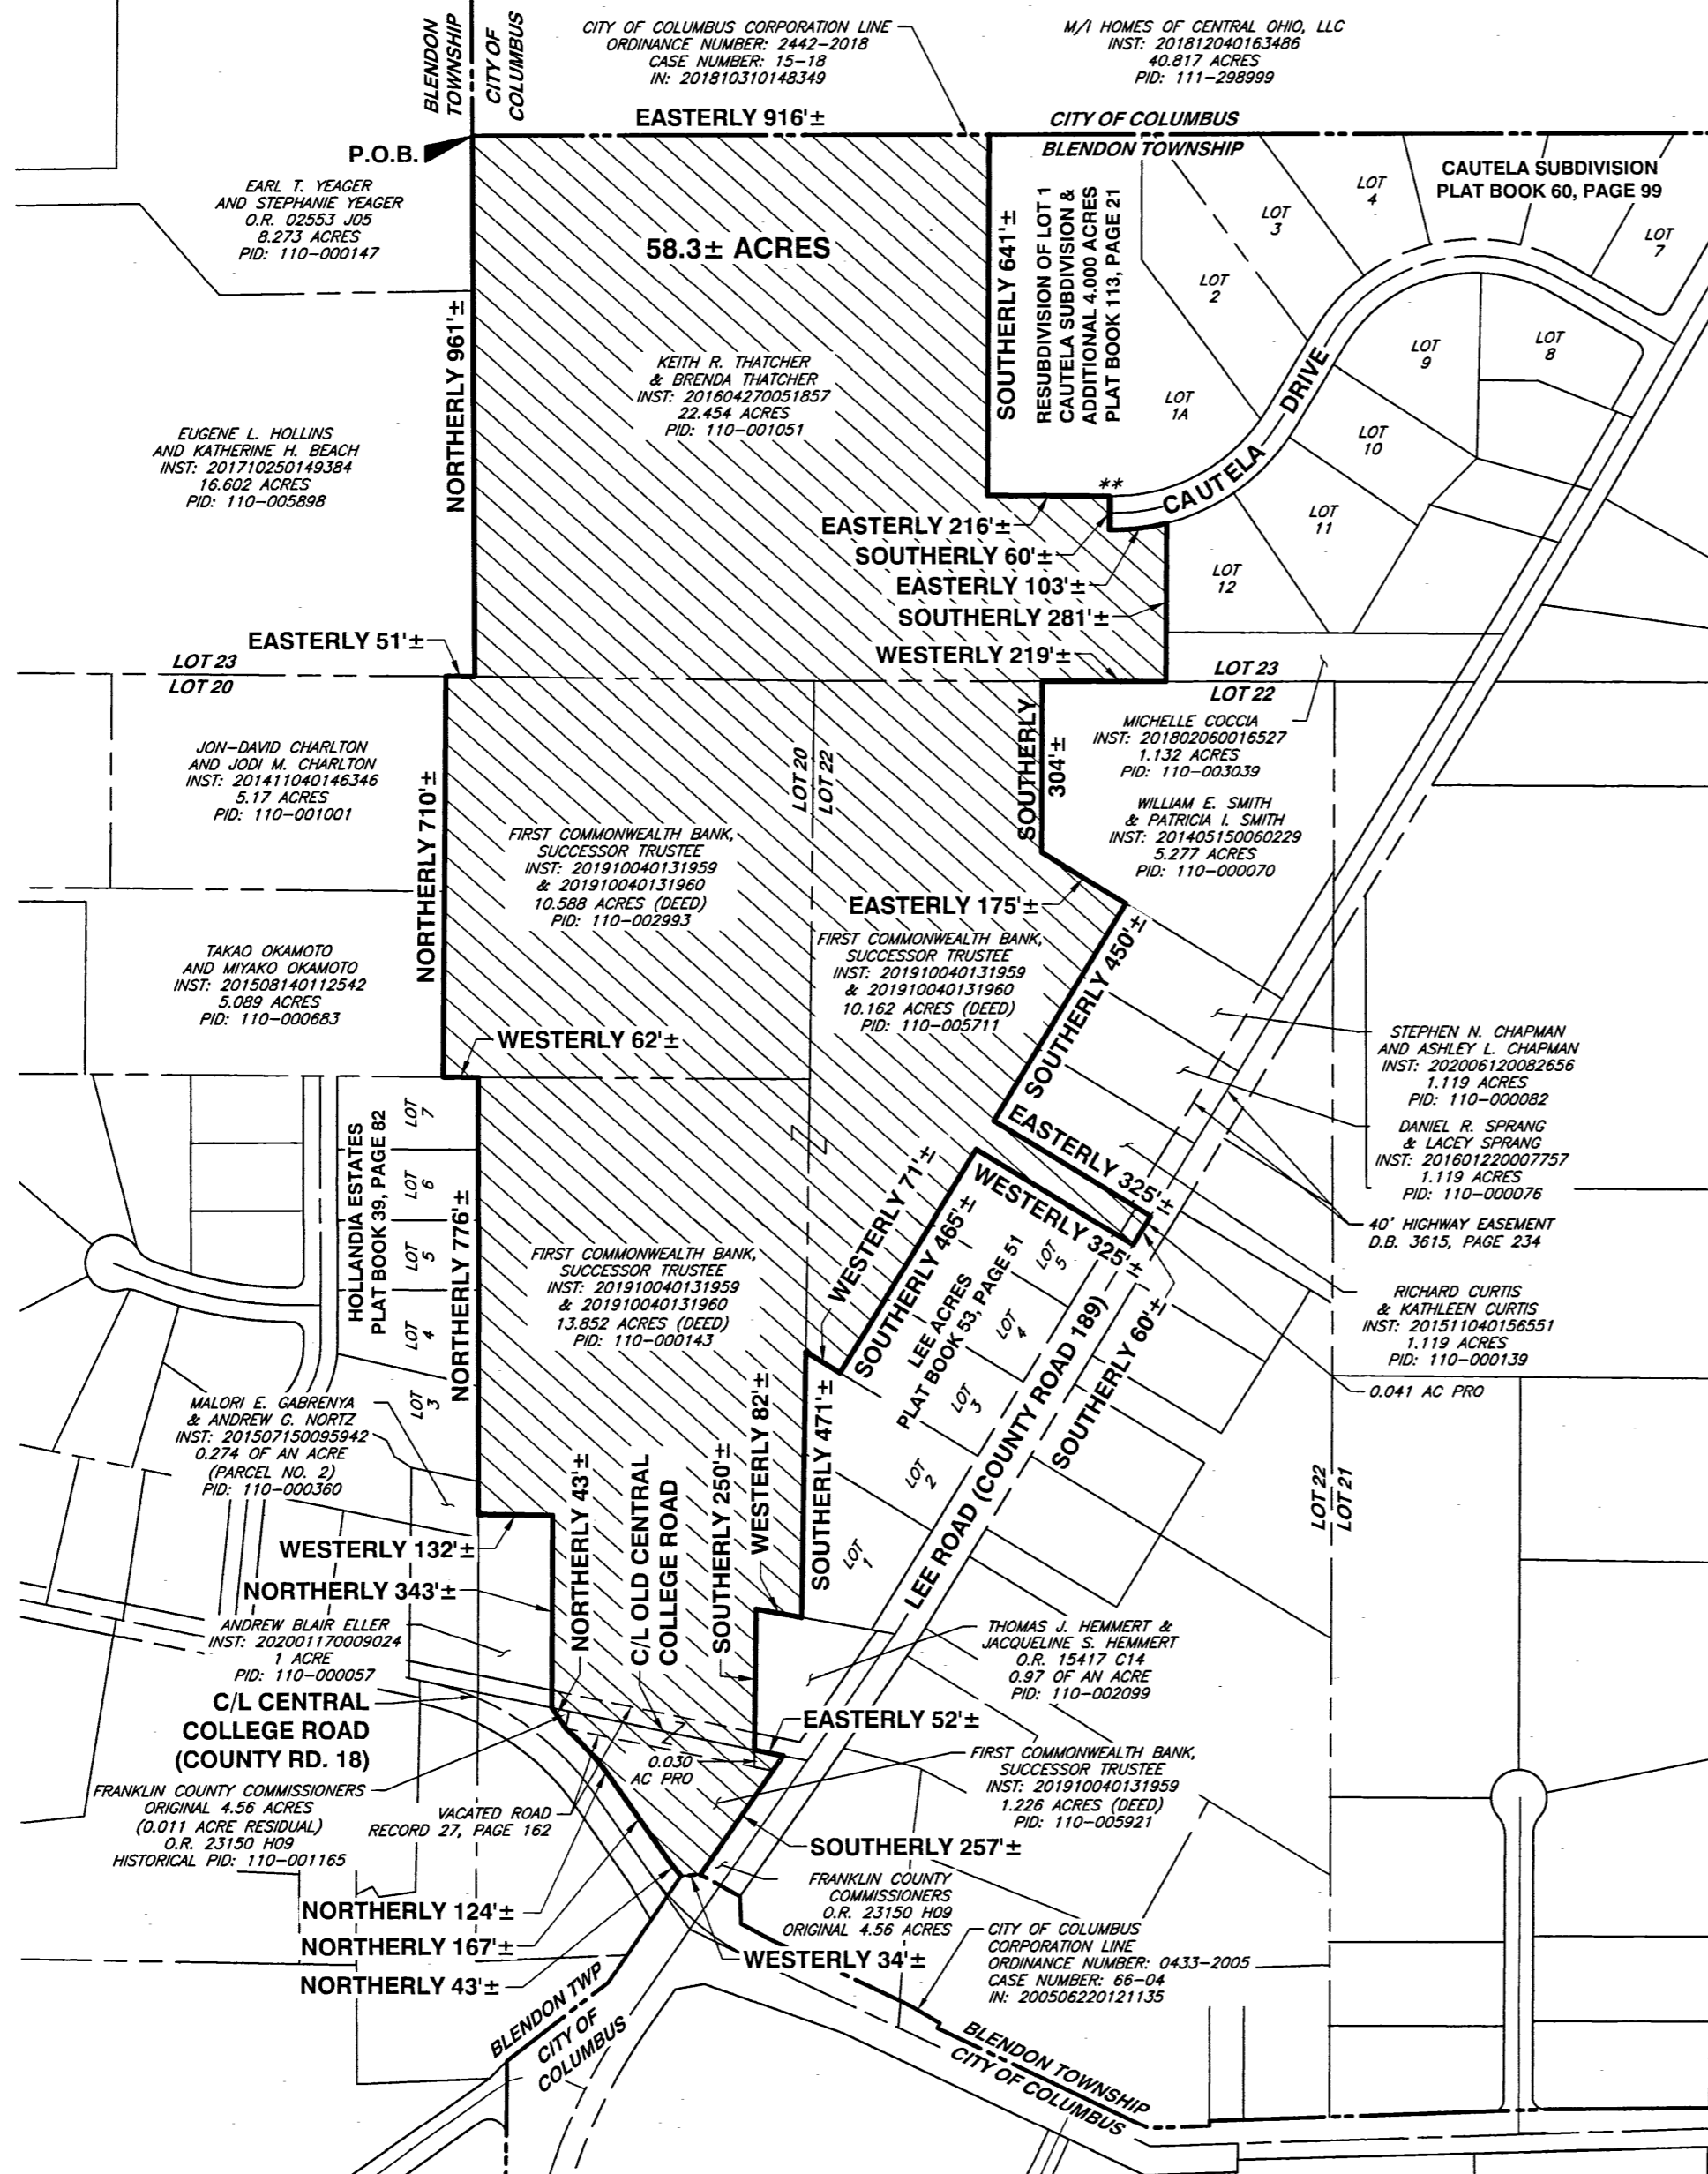 BLENDON
TOWNSHIP
CITY OF
COLUMBUS
CITY OF COLUMBUS CORPORATION LINE
ORDINANCE NUMBER: 2442-2018
CASE NUMBER: 15-18
IN: 201810310148349
M/I HOMES OF CENTRAL OHIO, LLC
INST: 201812040163486
40.817 ACRES
PID: 111-298999
EASTERLY 916'±
CITY OF COLUMBUS
BLENDON TOWNSHIP
P.O.B.
EARL T. YEAGER
AND STEPHANIE YEAGER
O.R. 02553 J05
8.273 ACRES
PID: 110-000147
58.3± ACRES
SOUTHERLY 641'±
RESUBDIVISION OF LOT 1
CAUTELA SUBDIVISION &
ADDITIONAL 4.000 ACRES
PLAT BOOK 113, PAGE 21
CAUTELA SUBDIVISION
PLAT BOOK 60, PAGE 99
LOT
4
LOT
3
LOT
7
LOT
2
LOT
9
LOT
8
LOT
1A
LOT
10
LOT
11
LOT
12
CAUTELA DRIVE
**
NORTHERLY 961'±
KEITH R. THATCHER
& BRENDA THATCHER
INST: 201604270051857
22.454 ACRES
PID: 110-001051
EUGENE L. HOLLINS
AND KATHERINE H. BEACH
INST: 201710250149384
16.602 ACRES
PID: 110-005898
EASTERLY 216'±
SOUTHERLY 60'±
EASTERLY 103'±
SOUTHERLY 281'±
WESTERLY 219'±
EASTERLY 51'±
LOT 23
LOT 20
LOT 23
LOT 22
SOUTHERLY
304'±
MICHELLE COCCIA
INST: 201802060016527
1.132 ACRES
PID: 110-003039
WILLIAM E. SMITH
& PATRICIA I. SMITH
INST: 201405150060229
5.277 ACRES
PID: 110-000070
JON-DAVID CHARLTON
AND JODI M. CHARLTON
INST: 201411040146346
5.17 ACRES
PID: 110-001001
NORTHERLY 710'±
LOT 20
LOT 22
FIRST COMMONWEALTH BANK,
SUCCESSOR TRUSTEE
INST: 201910040131959
& 201910040131960
10.588 ACRES (DEED)
PID: 110-002993
EASTERLY 175'±
FIRST COMMONWEALTH BANK,
SUCCESSOR TRUSTEE
INST: 201910040131959
& 201910040131960
10.162 ACRES (DEED)
PID: 110-005711
SOUTHERLY 450'±
TAKAO OKAMOTO
AND MIYAKO OKAMOTO
INST: 201508140112542
5.089 ACRES
PID: 110-000683
WESTERLY 62'±
STEPHEN N. CHAPMAN
AND ASHLEY L. CHAPMAN
INST: 202006120082656
1.119 ACRES
PID: 110-000082
DANIEL R. SPRANG
& LACEY SPRANG
INST: 201601220007757
1.119 ACRES
PID: 110-000076
40' HIGHWAY EASEMENT
D.B. 3615, PAGE 234
RICHARD CURTIS
& KATHLEEN CURTIS
INST: 201511040156551
1.119 ACRES
PID: 110-000139
0.041 AC PRO
EASTERLY 325'±
WESTERLY 325'±
WESTERLY 71'±
SOUTHERLY 465'±
LEE ACRES
PLAT BOOK 53, PAGE 51
LOT
5
LOT
4
LOT
3
LOT
2
LOT
1
LEE ROAD (COUNTY ROAD 189)
SOUTHERLY 60'±
HOLLANDIA ESTATES
PLAT BOOK 39, PAGE 82
LOT
7
LOT
6
LOT
5
LOT
4
LOT
3
NORTHERLY 776'±
FIRST COMMONWEALTH BANK,
SUCCESSOR TRUSTEE
INST: 201910040131959
& 201910040131960
13.852 ACRES (DEED)
PID: 110-000143
MALORI E. GABRENYA
& ANDREW G. NORTZ
INST: 201507150095942
0.274 OF AN ACRE
(PARCEL NO. 2)
PID: 110-000360
NORTHERLY 43'±
C/L OLD CENTRAL
COLLEGE ROAD
SOUTHERLY 250'±
WESTERLY 82'±
SOUTHERLY 471'±
LOT 22
LOT 21
WESTERLY 132'±
NORTHERLY 343'±
ANDREW BLAIR ELLER
INST: 202001170009024
1 ACRE
PID: 110-000057
THOMAS J. HEMMERT &
JACQUELINE S. HEMMERT
O.R. 15417 C14
0.97 OF AN ACRE
PID: 110-002099
C/L CENTRAL
COLLEGE ROAD
(COUNTY RD. 18)
EASTERLY 52'±
0.030
AC PRO
FIRST COMMONWEALTH BANK,
SUCCESSOR TRUSTEE
INST: 201910040131959
1.226 ACRES (DEED)
PID: 110-005921
FRANKLIN COUNTY COMMISSIONERS
ORIGINAL 4.56 ACRES
(0.011 ACRE RESIDUAL)
O.R. 23150 H09
HISTORICAL PID: 110-001165
VACATED ROAD
RECORD 27, PAGE 162
SOUTHERLY 257'±
FRANKLIN COUNTY
COMMISSIONERS
O.R. 23150 H09
ORIGINAL 4.56 ACRES
NORTHERLY 124'±
NORTHERLY 167'±
NORTHERLY 43'±
WESTERLY 34'±
CITY OF COLUMBUS
CORPORATION LINE
ORDINANCE NUMBER: 0433-2005
CASE NUMBER: 66-04
IN: 200506220121135
BLENDON TWP
CITY OF
COLUMBUS
BLENDON TOWNSHIP
CITY OF COLUMBUS